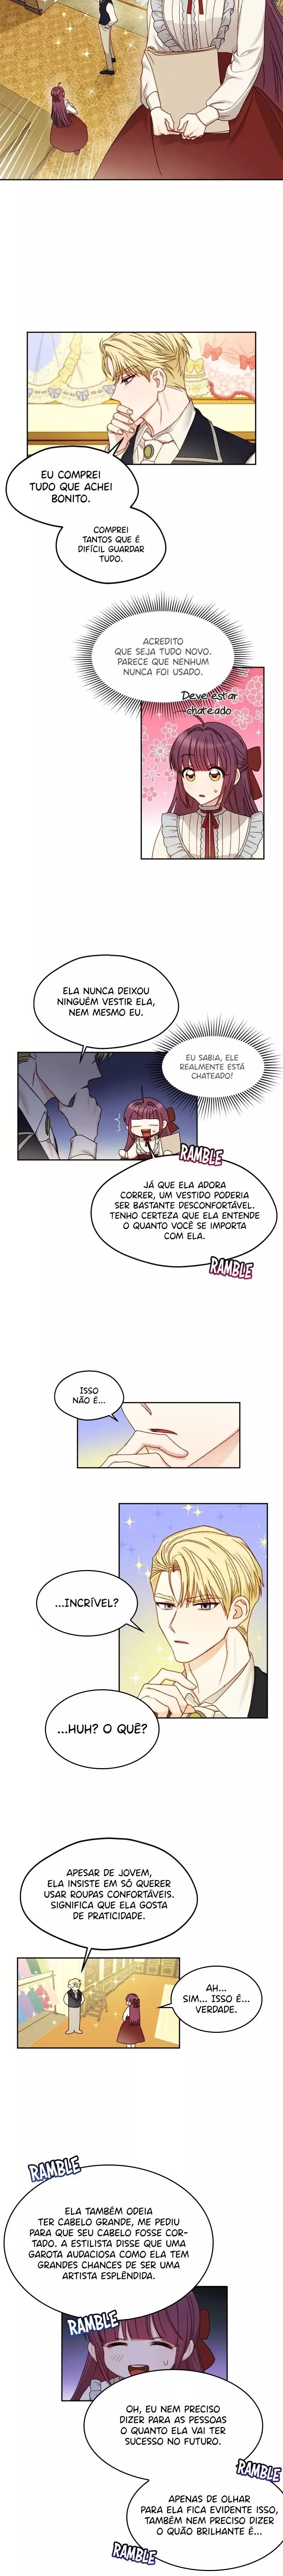 EU COMPREI
TUDO QUE ACHEI
BONITO.
COMPREI
TANTOS QUE É
DIFÍCIL GUARDAR
TUDO.
ACREDITO
QUE SEJA TUDO NOVO.
PARECE QUE NENHUM
NUNCA FOI USADO.
Deve estar
chateado
ELA NUNCA DEIXOU
NINGUÉM VESTIR ELA,
NEM MESMO EU.
EU SABIA, ELE
REALMENTE ESTÁ
CHATEADO!
RAMBLE
JÁ QUE ELA ADORA
CORRER, UM VESTIDO PODERIA
SER BASTANTE DESCONFORTÁVEL.
TENHO CERTEZA QUE ELA ENTENDE
O QUANTO VOCÊ SE IMPORTA
COM ELA.
RAMBLE
ISSO
NÃO É...
...INCRÍVEL?
...HUH? O QUÊ?
APESAR DE JOVEM,
ELA INSISTE EM SÓ QUERER
USAR ROUPAS CONFORTÁVEIS.
SIGNIFICA QUE ELA GOSTA
DE PRATICIDADE.
AH...
SIM... ISSO É...
VERDADE.
RAMBLE
ELA TAMBÉM ODEIA
TER CABELO GRANDE, ME PEDIU
PARA QUE SEU CABELO FOSSE COR-
TADO. A ESTILISTA DISSE QUE UMA
GAROTA AUDACIOSA COMO ELA TEM
GRANDES CHANCES DE SER UMA
ARTISTA ESPLÊNDIDA.
RAMBLE
OH, EU NEM PRECISO
DIZER PARA AS PESSOAS
O QUANTO ELA VAI TER
SUCESSO NO FUTURO.
RAMBLE
APENAS DE OLHAR
PARA ELA FICA EVIDENTE ISSO,
TAMBÉM NEM PRECISO DIZER
O QUÃO BRILHANTE É...
RAMBLE